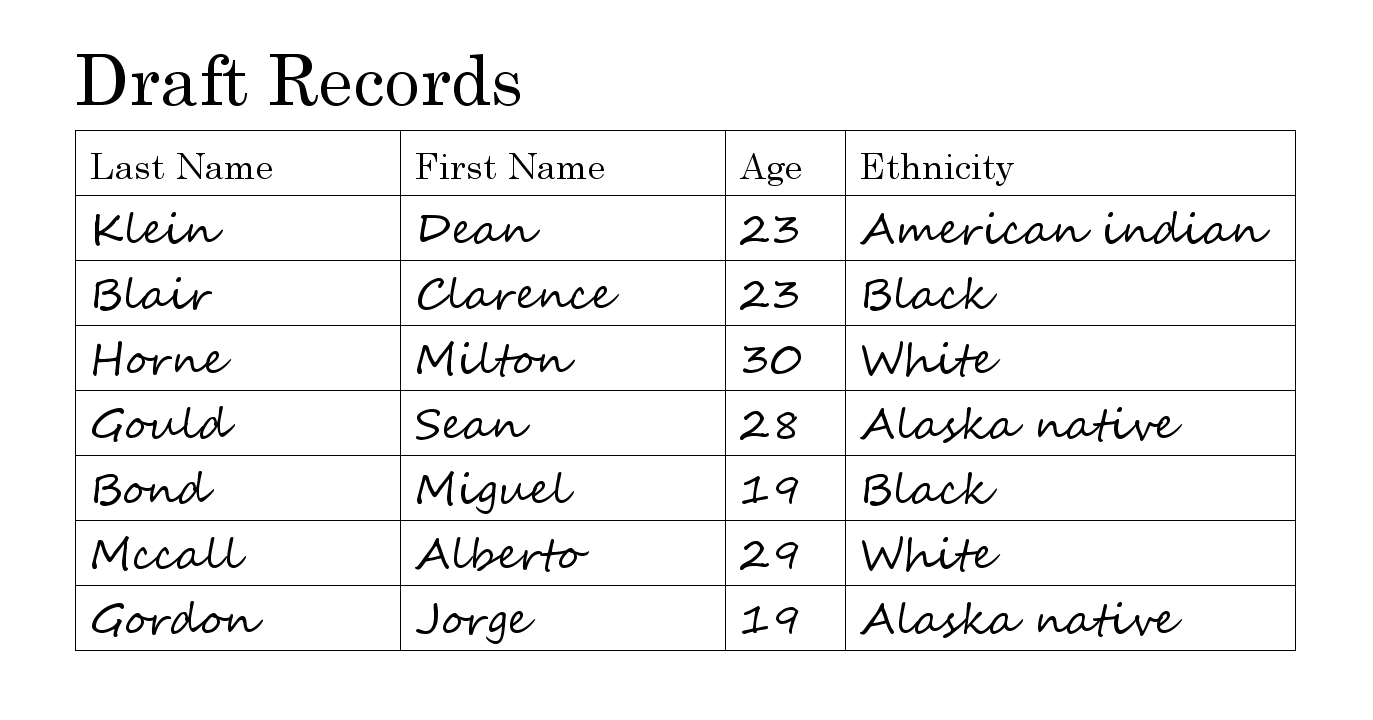 Draft Records
Last Name First Name Age Ethnicity
Klein Dean 23 American indian
Blair Clarence 23 Black
Horne Milton 30 White
Gould Sean 28 Alaska native
Bond Miguel 19 Black
Mccall Alberto 29 White
Gordon Jorge 19 Alaska native